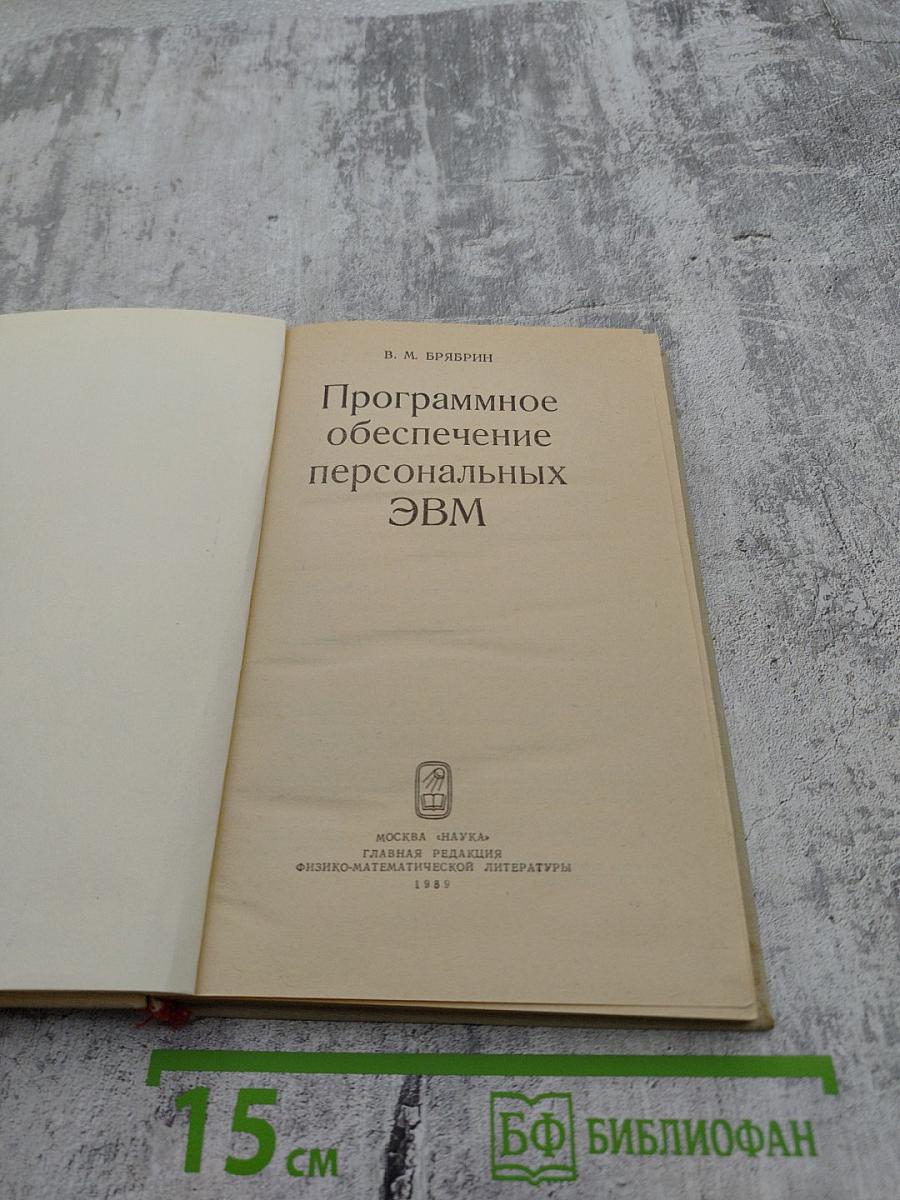 В. М. БРЯБРИН
Программное
обеспечение
персональных
ЭВМ
МОСКВА «НАУКА»
ГЛАВНАЯ РЕДАКЦИЯ
ФИЗИКО-МАТЕМАТИЧЕСКОЙ ЛИТЕРАТУРЫ
1989
15 см
БФ БИБЛИОФАН